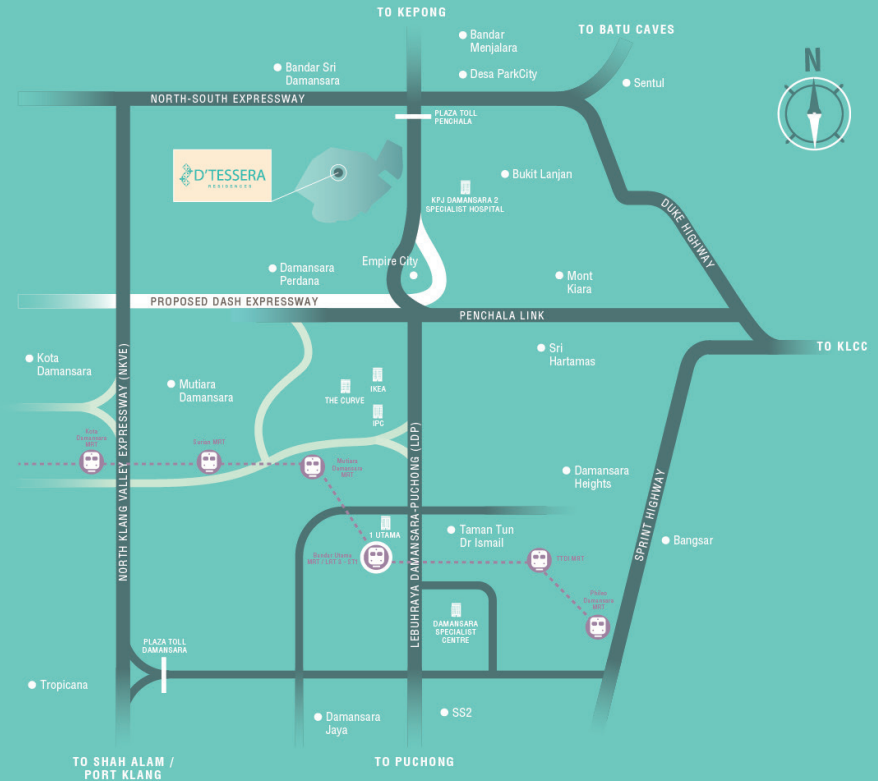 TO KEPONG
Bandar
Menjalara
TO BATU CAVES
Bandar Sri
Damansara
Desa ParkCity
Sentul
N
NORTH-SOUTH EXPRESSWAY
PLAZA TOLL
PENCHALA
D'TESSERA
RESIDENCES
Bukit Lanjan
KPJ DAMANSARA 2
SPECIALIST HOSPITAL
DUKE HIGHWAY
Damansara
Perdana
Empire City
Mont
Kiara
PROPOSED DASH EXPRESSWAY
PENCHALA LINK
TO KLCC
Kota
Damansara
Sri
Hartamas
Mutiara
Damansara
IKEA
THE CURVE
IPC
NORTH KLANG VALLEY EXPRESSWAY (NKVE)
LEBUHRAYA DAMANSARA-PUCHONG (LDP)
Kota
Damansara
MRT
Surian MRT
Mutiara
Damansara
MRT
Damansara
Heights
SPRINT HIGHWAY
1 UTAMA
Taman Tun
Dr Ismail
Bangsar
Bandar Utama
TTDI MRT
Damansara
MRT
DAMANSARA
SPECIALIST
CENTRE
PLAZA TOLL
DAMANSARA
Tropicana
Damansara
Jaya
SS2
TO SHAH ALAM /
PORT KLANG
TO PUCHONG